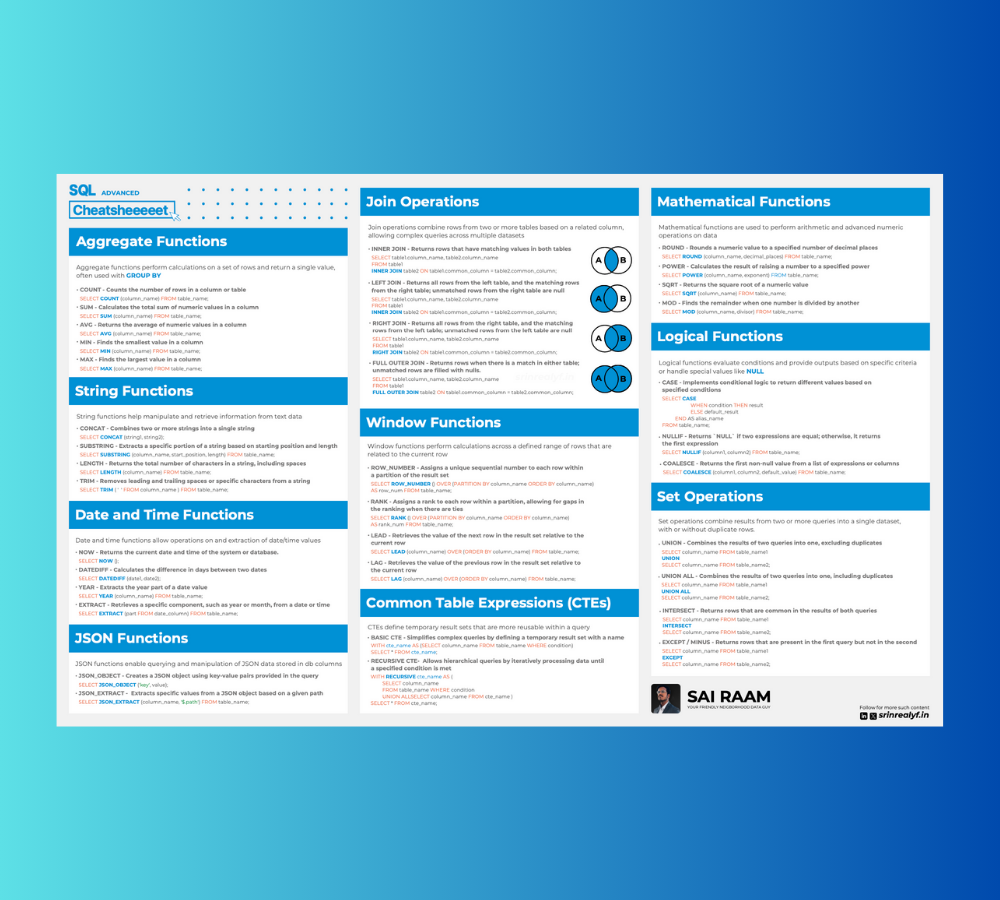 SQL ADVANCED
Cheatsheeeeet
Aggregate Functions
Aggregate functions perform calculations on a set of rows and return a single value,
often used with GROUP BY
• COUNT - Counts the number of rows in a column or table
SELECT COUNT (column_name) FROM table_name;
• SUM - Calculates the total sum of numeric values in a column
SELECT SUM (column_name) FROM table_name;
• AVG - Returns the average of numeric values in a column
SELECT AVG (column_name) FROM table_name;
• MIN - Finds the smallest value in a column
SELECT MIN (column_name) FROM table_name;
• MAX - Finds the largest value in a column
SELECT MAX (column_name) FROM table_name;
String Functions
String functions help manipulate and retrieve information from text data
• CONCAT - Combines two or more strings into a single string
SELECT CONCAT (string1, string2);
• SUBSTRING - Extracts a specific portion of a string based on starting position and length
SELECT SUBSTRING (column_name, start_position, length) FROM table_name;
• LENGTH - Returns the total number of characters in a string, including spaces
SELECT LENGTH (column_name) FROM table_name;
• TRIM - Removes leading and trailing spaces or specific characters from a string
SELECT TRIM ( ' ' FROM column_name ) FROM table_name;
Date and Time Functions
Date and time functions allow operations on and extraction of date/time values
• NOW - Returns the current date and time of the system or database.
SELECT NOW ();
• DATEDIFF - Calculates the difference in days between two dates
SELECT DATEDIFF (date1, date2);
• YEAR - Extracts the year part of a date value
SELECT YEAR (column_name) FROM table_name;
• EXTRACT - Retrieves a specific component, such as year or month, from a date or time
SELECT EXTRACT (part FROM date_column) FROM table_name;
JSON Functions
JSON functions enable querying and manipulation of JSON data stored in db columns
• JSON_OBJECT - Creates a JSON object using key-value pairs provided in the query
SELECT JSON_OBJECT ('key', value);
• JSON_EXTRACT - Extracts specific values from a JSON object based on a given path
SELECT JSON_EXTRACT (column_name, '$.path') FROM table_name;
Join Operations
Join operations combine rows from two or more tables based on a related column,
allowing complex queries across multiple datasets
• INNER JOIN - Returns rows that have matching values in both tables
SELECT table1.column_name, table2.column_name
FROM table1
INNER JOIN table2 ON table1.common_column = table2.common_column;
A B
• LEFT JOIN - Returns all rows from the left table, and the matching rows
from the right table; unmatched rows from the right table are null
SELECT table1.column_name, table2.column_name
FROM table1
INNER JOIN table2 ON table1.common_column = table2.common_column;
A B
• RIGHT JOIN - Returns all rows from the right table, and the matching
rows from the left table; unmatched rows from the left table are null
SELECT table1.column_name, table2.column_name
FROM table1
RIGHT JOIN table2 ON table1.common_column = table2.common_column;
A B
• FULL OUTER JOIN - Returns rows when there is a match in either table;
unmatched rows are filled with nulls.
SELECT table1.column_name, table2.column_name
FROM table1
FULL OUTER JOIN table2 ON table1.common_column = table2.common_column;
A B
Window Functions
Window functions perform calculations across a defined range of rows that are
related to the current row
• ROW_NUMBER - Assigns a unique sequential number to each row within
a partition of the result set
SELECT ROW_NUMBER () OVER (PARTITION BY column_name ORDER BY column_name)
AS row_num FROM table_name;
• RANK - Assigns a rank to each row within a partition, allowing for gaps in
the ranking when there are ties
SELECT RANK () OVER (PARTITION BY column_name ORDER BY column_name)
AS rank_num FROM table_name;
• LEAD - Retrieves the value of the next row in the result set relative to the
current row
SELECT LEAD (column_name) OVER (ORDER BY column_name) FROM table_name;
• LAG - Retrieves the value of the previous row in the result set relative to
the current row
SELECT LAG (column_name) OVER (ORDER BY column_name) FROM table_name;
Common Table Expressions (CTEs)
CTEs define temporary result sets that are more reusable within a query
• BASIC CTE - Simplifies complex queries by defining a temporary result set with a name
WITH cte_name AS (SELECT column_name FROM table_name WHERE condition)
SELECT * FROM cte_name;
• RECURSIVE CTE- Allows hierarchical queries by iteratively processing data until
a specified condition is met
WITH RECURSIVE cte_name AS (
SELECT column_name
FROM table_name WHERE condition
UNION ALLSELECT column_name FROM cte_name )
SELECT * FROM cte_name;
Mathematical Functions
Mathematical functions are used to perform arithmetic and advanced numeric
operations on data
• ROUND - Rounds a numeric value to a specified number of decimal places
SELECT ROUND (column_name, decimal_places) FROM table_name;
• POWER - Calculates the result of raising a number to a specified power
SELECT POWER (column_name, exponent) FROM table_name;
• SQRT - Returns the square root of a numeric value
SELECT SQRT (column_name) FROM table_name;
• MOD - Finds the remainder when one number is divided by another
SELECT MOD (column_name, divisor) FROM table_name;
Logical Functions
Logical functions evaluate conditions and provide outputs based on specific criteria
or handle special values like NULL
• CASE - Implements conditional logic to return different values based on
specified conditions
SELECT CASE
WHEN condition THEN result
ELSE default_result
END AS alias_name
FROM table_name;
• NULLIF - Returns `NULL` if two expressions are equal; otherwise, it returns
the first expression
SELECT NULLIF (column1, column2) FROM table_name;
• COALESCE - Returns the first non-null value from a list of expressions or columns
SELECT COALESCE (column1, column2, default_value) FROM table_name;
Set Operations
Set operations combine results from two or more queries into a single dataset,
with or without duplicate rows.
• UNION - Combines the results of two queries into one, excluding duplicates
SELECT column_name FROM table_name1
UNION
SELECT column_name FROM table_name2;
• UNION ALL - Combines the results of two queries into one, including duplicates
SELECT column_name FROM table_name1
UNION ALL
SELECT column_name FROM table_name2;
• INTERSECT - Returns rows that are common in the results of both queries
SELECT column_name FROM table_name1
INTERSECT
SELECT column_name FROM table_name2;
• EXCEPT / MINUS - Returns rows that are present in the first query but not in the second
SELECT column_name FROM table_name1
EXCEPT
SELECT column_name FROM table_name2;
SAI RAAM
YOUR FRIENDLY NEIGBORHOOD DATA GUY
Follow for more such content
srinrealyf.in